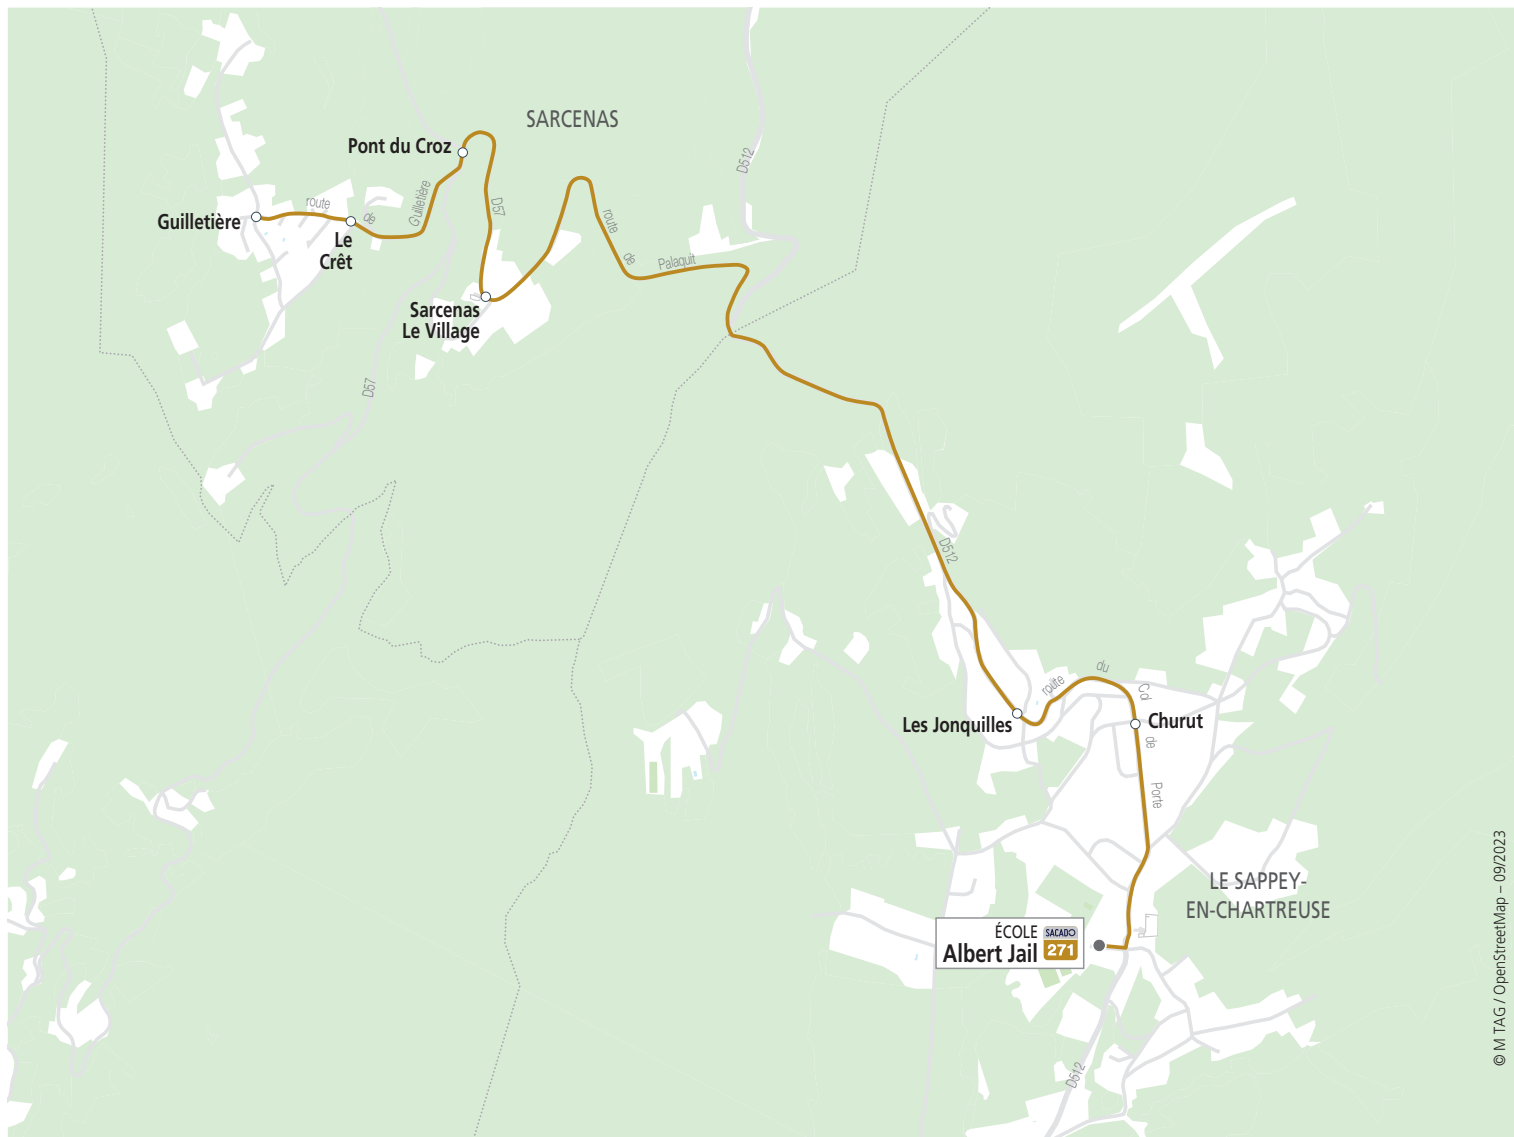 SARCENAS
Pont du Croz
D512
route
de
Guilletière
Guilletière
Le
Crêt
D57
route
de
Palaquit
Sarcenas
Le Village
D57
D512
route
du
Col
de
Porte
Les Jonquilles
Churut
LE SAPPEY-
EN-CHARTREUSE
ÉCOLE SACADO
Albert Jail 271
D512
© M TAG / OpenStreetMap – 09/2023